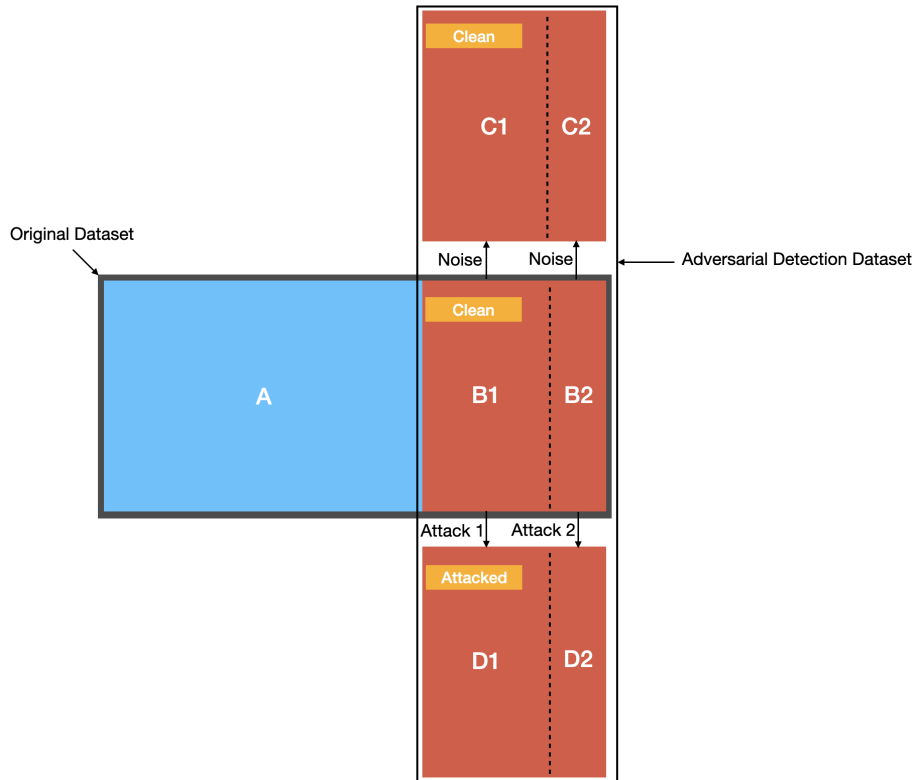 Clean
C1
C2
Original Dataset
Noise
Noise
Adversarial Detection Dataset
Clean
A
B1
B2
Attack 1
Attack 2
Attacked
D1
D2